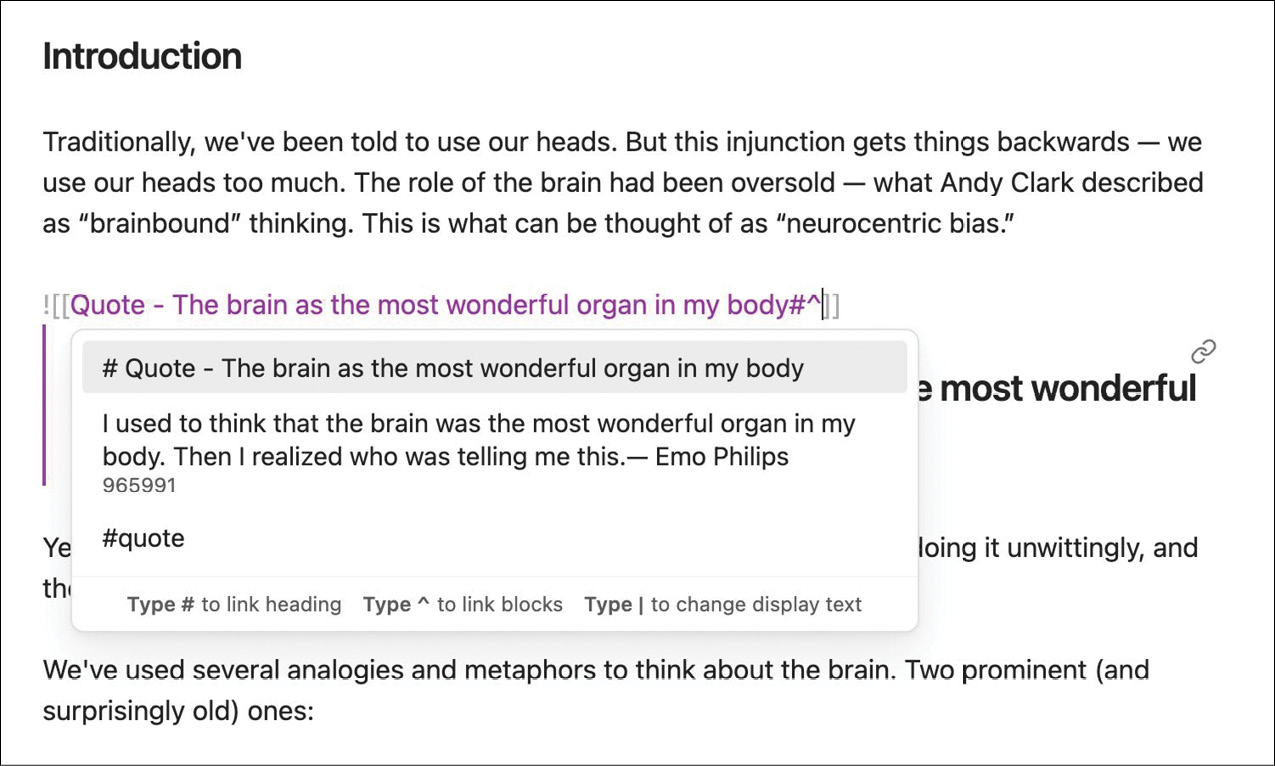 Introduction
Traditionally, we've been told to use our heads. But this injunction gets things backwards — we
use our heads too much. The role of the brain had been oversold — what Andy Clark described
as “brainbound” thinking. This is what can be thought of as “neurocentric bias.”
![[Quote - The brain as the most wonderful organ in my body#^]]
# Quote - The brain as the most wonderful organ in my body
most wonderful
I used to think that the brain was the most wonderful organ in my
body. Then I realized who was telling me this.— Emo Philips
965991
#quote
it unwittingly, and
Type # to link heading Type ^ to link blocks Type | to change display text
We've used several analogies and metaphors to think about the brain. Two prominent (and
surprisingly old) ones: